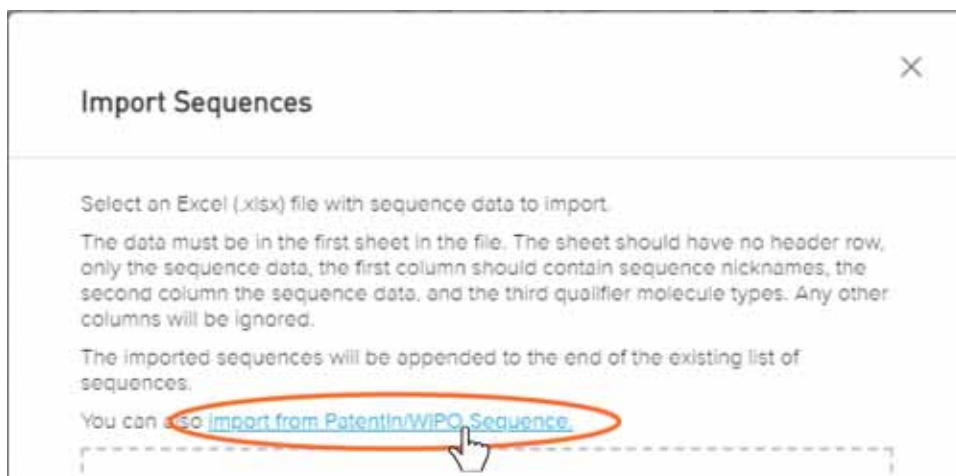 Import Sequences
Select an Excel (.xlsx) file with sequence data to import.
The data must be in the first sheet in the file. The sheet should have no header row,
only the sequence data, the first column should contain sequence nicknames, the
second column the sequence data, and the third qualifier molecule types. Any other
columns will be ignored.
The imported sequences will be appended to the end of the existing list of
sequences.
You can also import from PatentIn/WIPO Sequence.